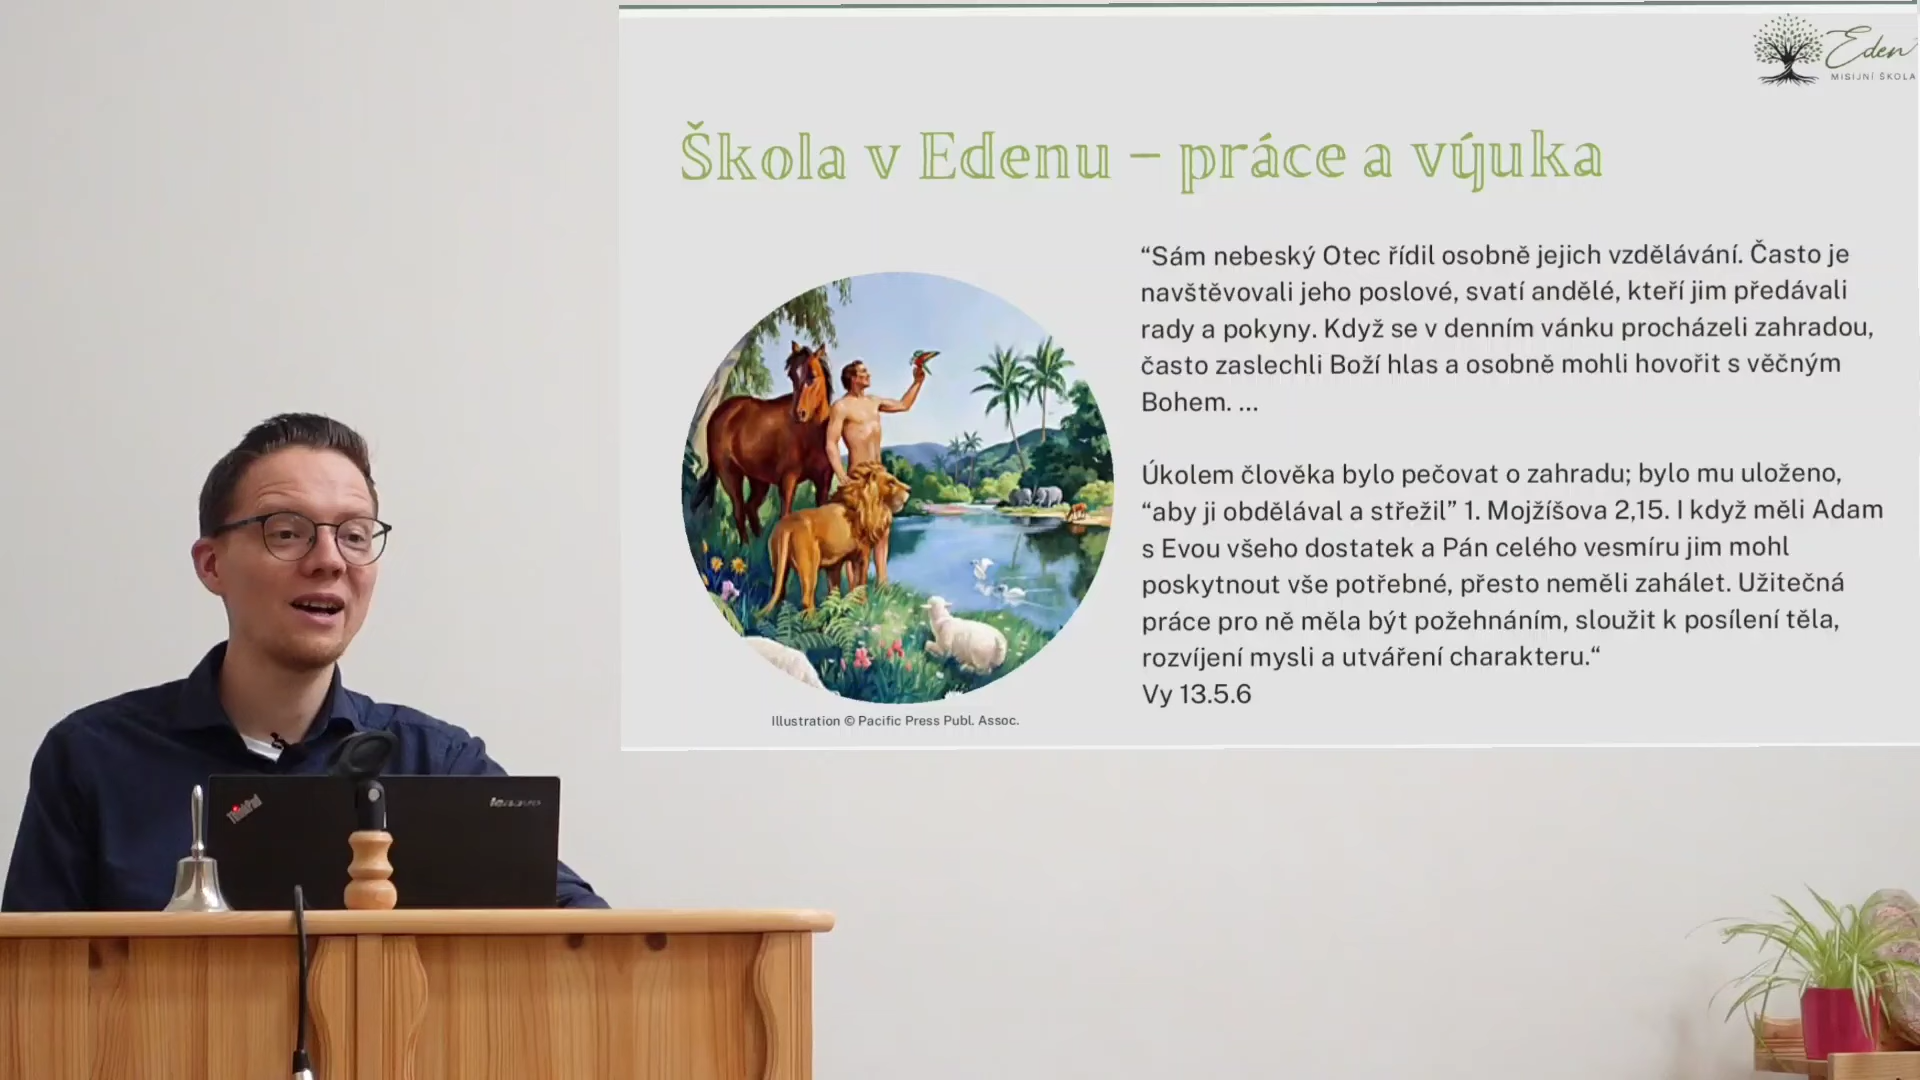 Eden
MISIJNÍ ŠKOLA
Škola v Edenu – práce a výuka
“Sám nebeský Otec řídil osobně jejich vzdělávání. Často je
navštěvovali jeho poslové, svatí andělé, kteří jim předávali
rady a pokyny. Když se v denním vánku procházeli zahradou,
často zaslechli Boží hlas a osobně mohli hovořit s věčným
Bohem. ...
Úkolem člověka bylo pečovat o zahradu; bylo mu uloženo,
“aby ji obdělával a střežil” 1. Mojžíšova 2,15. I když měli Adam
s Evou všeho dostatek a Pán celého vesmíru jim mohl
poskytnout vše potřebné, přesto neměli zahálet. Užitečná
práce pro ně měla být požehnáním, sloužit k posílení těla,
rozvíjení mysli a utváření charakteru.“
Vy 13.5.6
Illustration © Pacific Press Publ. Assoc.
ThinkPad
lenovo